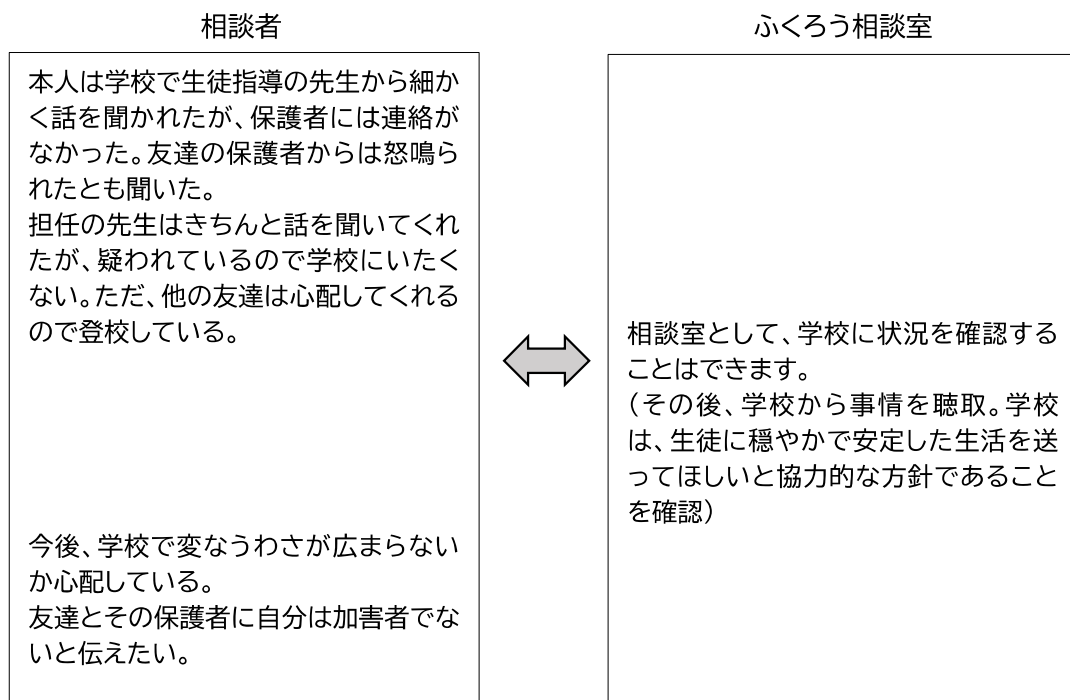 相談者
本人は学校で生徒指導の先生から細か
く話を聞かれたが、保護者には連絡が
なかった。友達の保護者からは怒鳴ら
れたとも聞いた。
担任の先生はきちんと話を聞いてくれ
たが、疑われているので学校にいたく
ない。ただ、他の友達は心配してくれる
ので登校している。
今後、学校で変なうわさが広まらない
か心配している。
友達とその保護者に自分は加害者でな
いと伝えたい。
ふくろう相談室
相談室として、学校に状況を確認する
ことはできます。
（その後、学校から事情を聴取。学校
は、生徒に穏やかで安定した生活を送
ってほしいと協力的な方針であること
を確認）